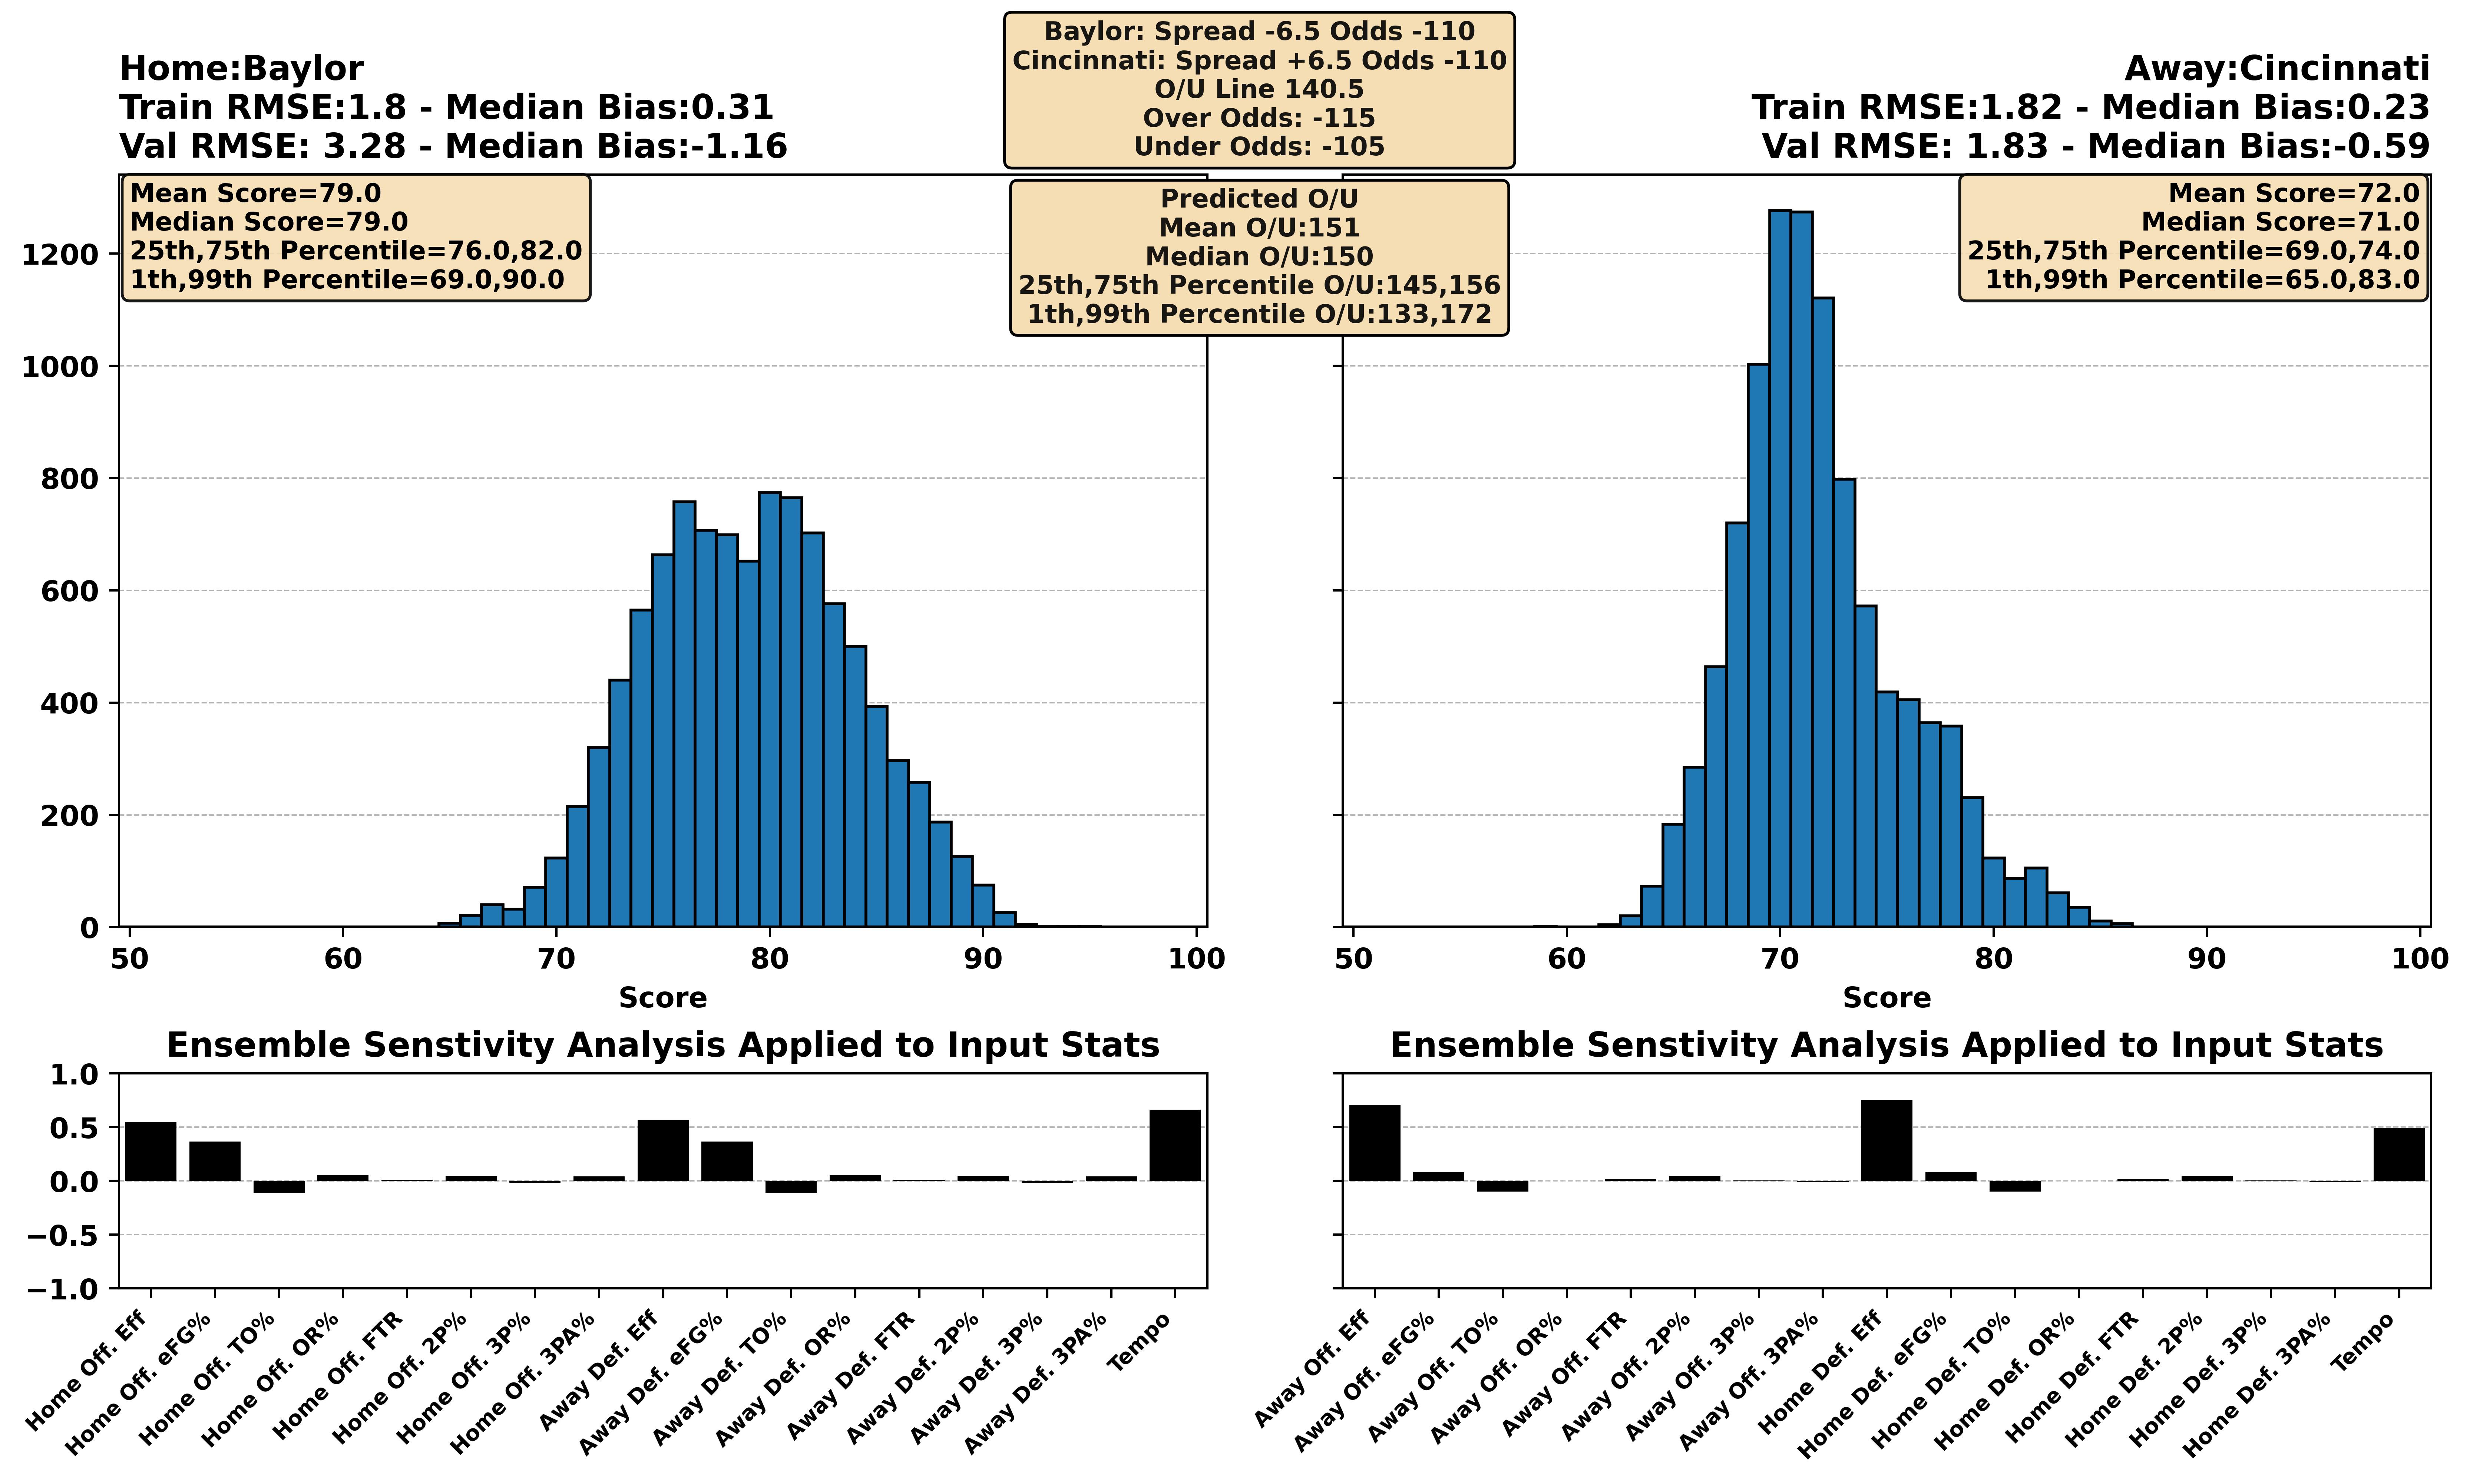 Baylor: Spread -6.5 Odds -110
Cincinnati: Spread +6.5 Odds -110
O/U Line 140.5
Over Odds: -115
Under Odds: -105
Home:Baylor
Train RMSE:1.8 - Median Bias:0.31
Val RMSE: 3.28 - Median Bias:-1.16
Away:Cincinnati
Train RMSE:1.82 - Median Bias:0.23
Val RMSE: 1.83 - Median Bias:-0.59
Mean Score=79.0
Median Score=79.0
25th,75th Percentile=76.0,82.0
1th,99th Percentile=69.0,90.0
Predicted O/U
Mean O/U:151
Median O/U:150
25th,75th Percentile O/U:145,156
1th,99th Percentile O/U:133,172
Mean Score=72.0
Median Score=71.0
25th,75th Percentile=69.0,74.0
1th,99th Percentile=65.0,83.0
1200
1000
800
600
400
200
0
50 60 70 80 90 100
Score
50 60 70 80 90 100
Score
Ensemble Senstivity Analysis Applied to Input Stats
1.0
0.5
0.0
−0.5
−1.0
Home Off. Eff
Home Off. eFG%
Home Off. TO%
Home Off. OR%
Home Off. FTR
Home Off. 2P%
Home Off. 3P%
Home Off. 3PA%
Away Def. Eff
Away Def. eFG%
Away Def. TO%
Away Def. OR%
Away Def. FTR
Away Def. 2P%
Away Def. 3P%
Away Def. 3PA%
Tempo
Ensemble Senstivity Analysis Applied to Input Stats
Away Off. Eff
Away Off. eFG%
Away Off. TO%
Away Off. OR%
Away Off. FTR
Away Off. 2P%
Away Off. 3P%
Away Off. 3PA%
Home Def. Eff
Home Def. eFG%
Home Def. TO%
Home Def. OR%
Home Def. FTR
Home Def. 2P%
Home Def. 3P%
Home Def. 3PA%
Tempo